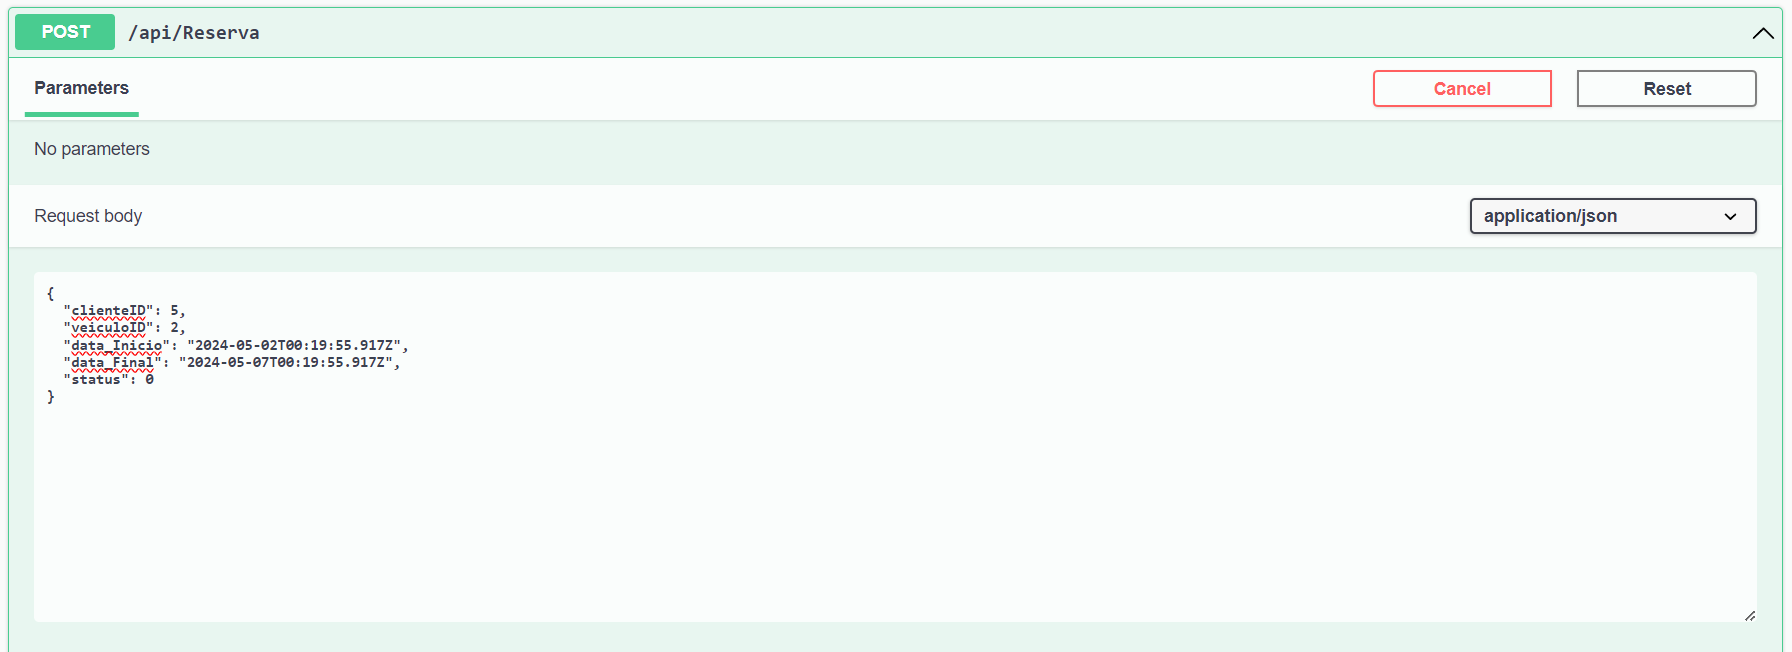 POST /api/Reserva
Parameters
Cancel
Reset
No parameters
Request body
application/json
{
  "clienteID": 5,
  "veiculoID": 2,
  "data_Inicio": "2024-05-02T00:19:55.917Z",
  "data_Final": "2024-05-07T00:19:55.917Z",
  "status": 0
}